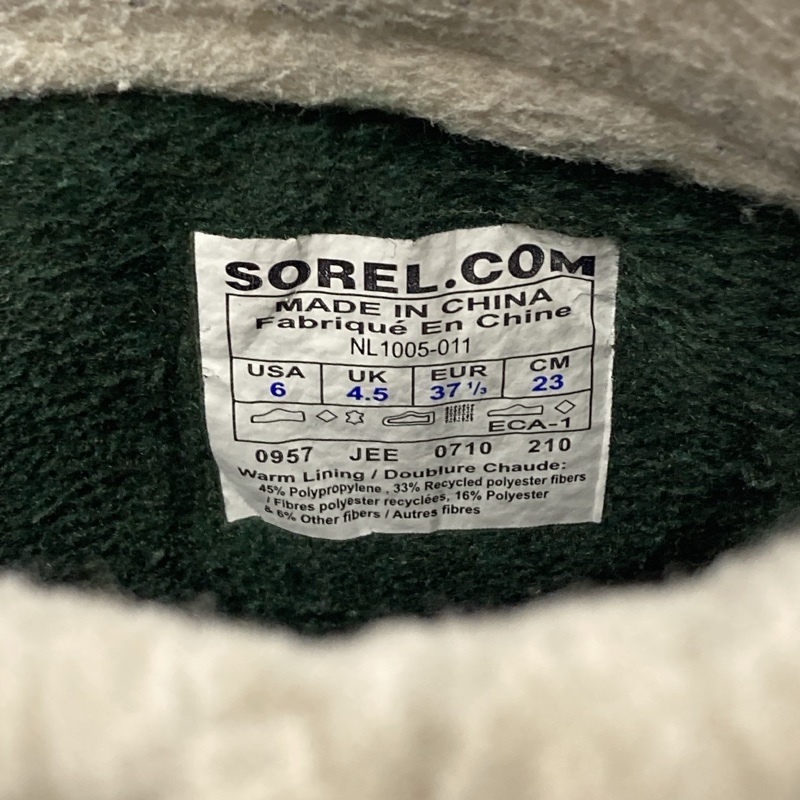 SOREL.COM
MADE IN CHINA
Fabriqué En Chine
NL1005-011
USA UK EUR CM
6 4.5 37 1/3 23
ECA-1
0957 JEE 0710 210
Warm Lining / Doublure Chaude:
45% Polypropylene , 33% Recycled polyester fibers
/ Fibres polyester recyclées, 16% Polyester
& 6% Other fibers / Autres fibres